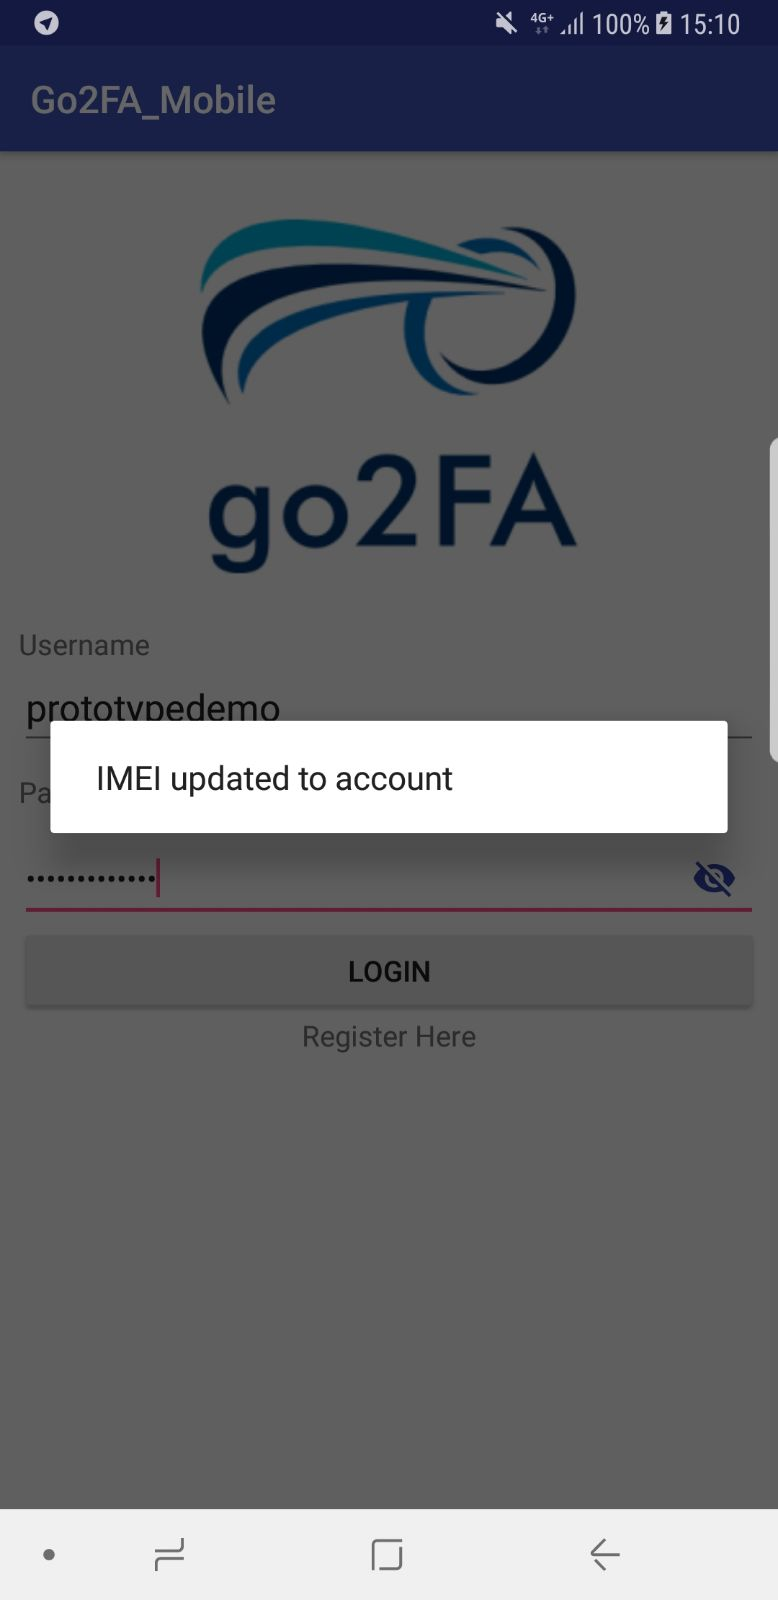 4G+ 100% 15:10
Go2FA_Mobile
go2FA
Username
prototypedemo
Pa
IMEI updated to account
•••••••••••••
LOGIN
Register Here